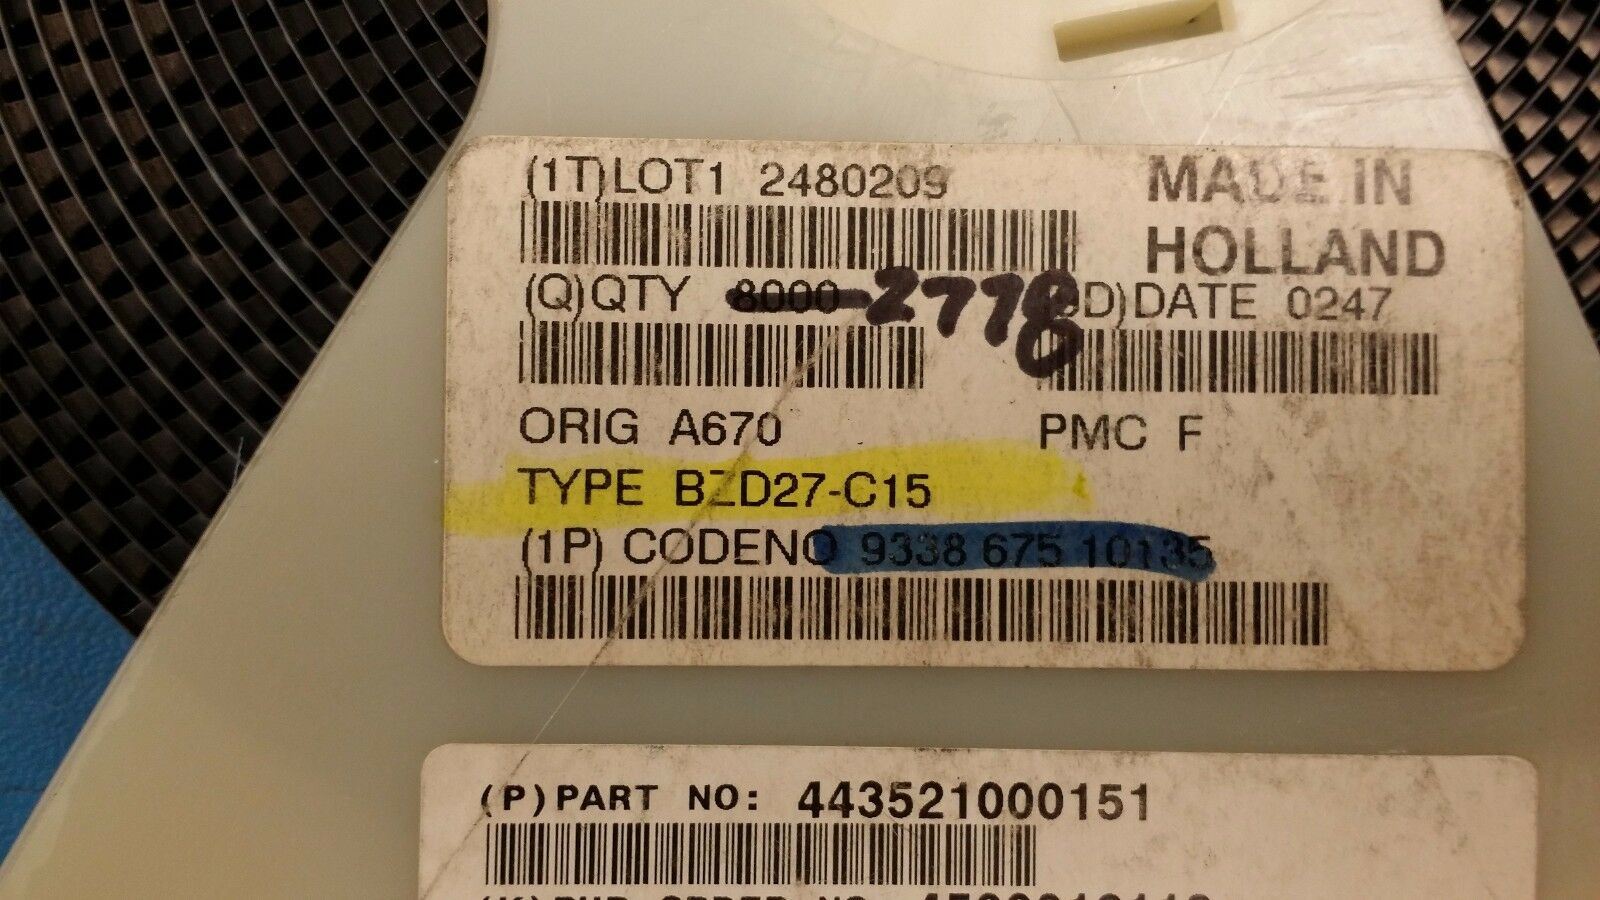 (1T)LOT1 2480209
MADE IN
HOLLAND
(Q)QTY 8000 2778
D)DATE 0247
ORIG A670
PMC F
TYPE BZD27-C15
(1P) CODENO 9338 675 10135
(P)PART NO: 443521000151